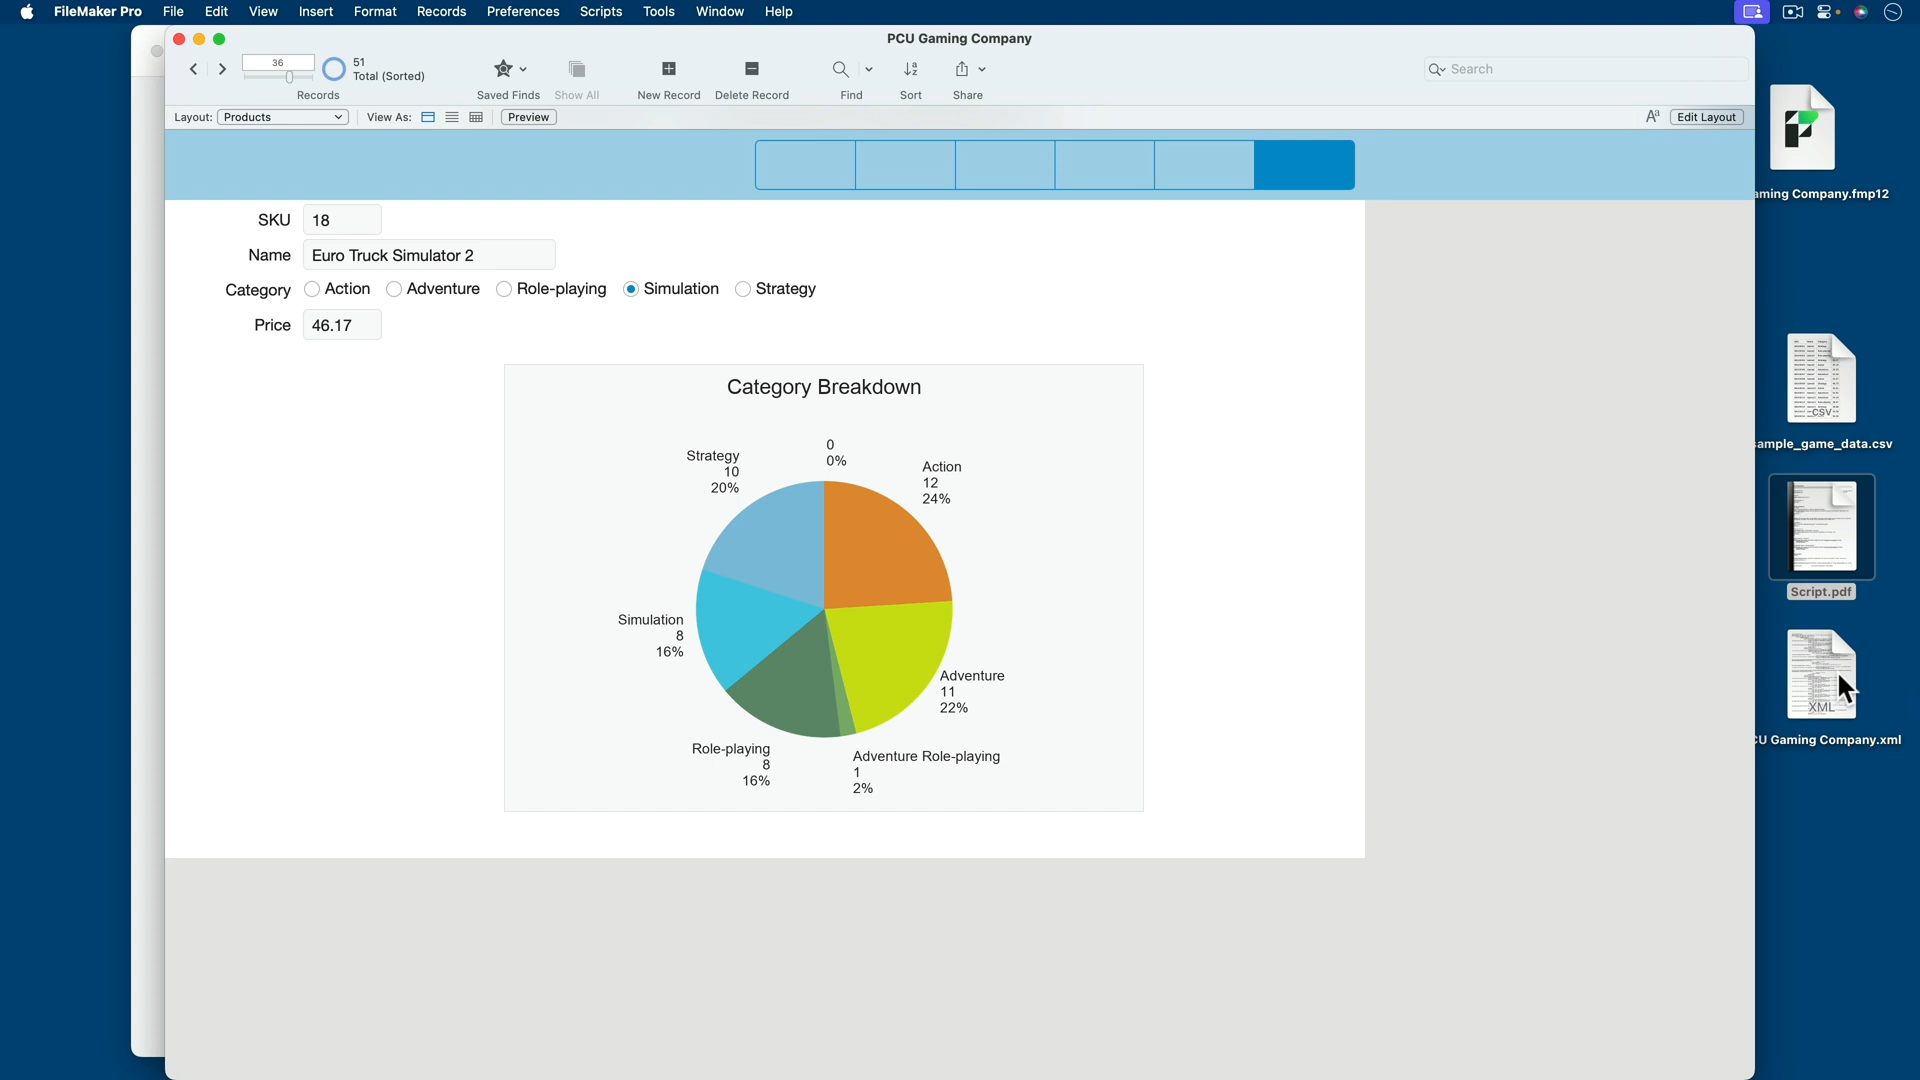 FileMaker Pro File Edit View Insert Format Records Preferences Scripts Tools Window Help
PCU Gaming Company
36
51
Total (Sorted)
Records
Saved Finds
Show All
New Record
Delete Record
Find
Sort
Share
Search
Layout: Products
View As:
Preview
Aa
Edit Layout
SKU 18
Name Euro Truck Simulator 2
Category Action Adventure Role-playing Simulation Strategy
Price 46.17
Category Breakdown
0
0%
Action
12
24%
Adventure
11
22%
Adventure Role-playing
1
2%
Role-playing
8
16%
Simulation
8
16%
Strategy
10
20%
aming Company.fmp12
CSV
ample_game_data.csv
Script.pdf
XML
CU Gaming Company.xml